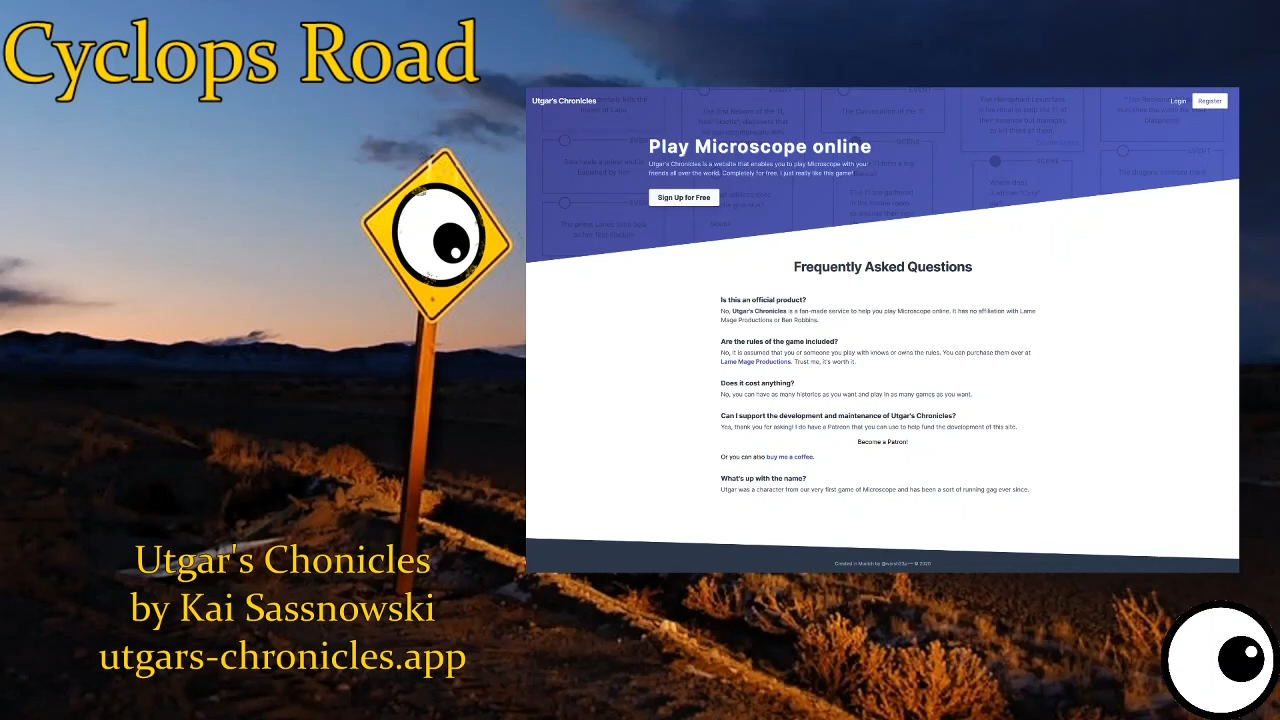 Cyclops Road
Utgar's Chronicles
Login
Register
Play Microscope online
Utgar's Chronicles is a website that enables you to play Microscope with your
friends all over the world. Completely for free. I just really like this game!
Sign Up for Free
Frequently Asked Questions
Is this an official product?
No, Utgar's Chronicles is a fan-made service to help you play Microscope online. It has no affiliation with Lame
Mage Productions or Ben Robbins.
Are the rules of the game included?
No, it is assumed that you or someone you play with knows or owns the rules. You can purchase them over at
Lame Mage Productions. Trust me, it's worth it.
Does it cost anything?
No, you can have as many histories as you want and play in as many games as you want.
Can I support the development and maintenance of Utgar's Chronicles?
Yes, thank you for asking! I do have a Patreon that you can use to help fund the development of this site.
Become a Patron!
Or you can also buy me a coffee.
What's up with the name?
Utgar was a character from our very first game of Microscope and has been a sort of running gag ever since.
Created in Munich by
© 2020
Utgar's Chonicles
by Kai Sassnowski
utgars-chronicles.app